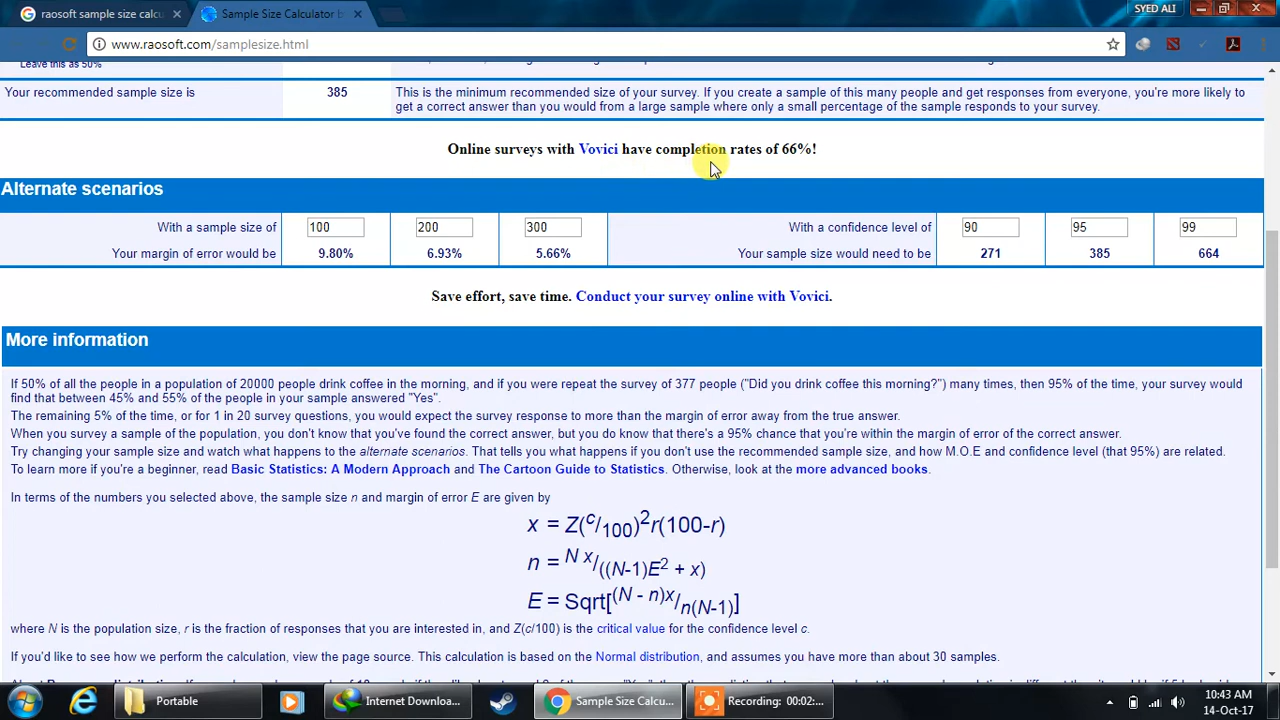 raosoft sample size calcu
Sample Size Calculator b
SYED ALI
www.raosoft.com/samplesize.html
Leave this as 50%
Your recommended sample size is
385
This is the minimum recommended size of your survey. If you create a sample of this many people and get responses from everyone, you're more likely to
get a correct answer than you would from a large sample where only a small percentage of the sample responds to your survey.
Online surveys with Vovici have completion rates of 66%!
Alternate scenarios
With a sample size of 100 200 300 With a confidence level of 90 95 99
Your margin of error would be 9.80% 6.93% 5.66% Your sample size would need to be 271 385 664
Save effort, save time. Conduct your survey online with Vovici.
More information
If 50% of all the people in a population of 20000 people drink coffee in the morning, and if you were repeat the survey of 377 people ("Did you drink coffee this morning?") many times, then 95% of the time, your survey would
find that between 45% and 55% of the people in your sample answered "Yes".
The remaining 5% of the time, or for 1 in 20 survey questions, you would expect the survey response to more than the margin of error away from the true answer.
When you survey a sample of the population, you don't know that you've found the correct answer, but you do know that there's a 95% chance that you're within the margin of error of the correct answer.
Try changing your sample size and watch what happens to the alternate scenarios. That tells you what happens if you don't use the recommended sample size, and how M.O.E and confidence level (that 95%) are related.
To learn more if you're a beginner, read Basic Statistics: A Modern Approach and The Cartoon Guide to Statistics. Otherwise, look at the more advanced books.
In terms of the numbers you selected above, the sample size n and margin of error E are given by
x = Z(c/100)²r(100-r)
n = N x/((N-1)E² + x)
E = Sqrt[(N - n)x/n(N-1)]
where N is the population size, r is the fraction of responses that you are interested in, and Z(c/100) is the critical value for the confidence level c.
If you'd like to see how we perform the calculation, view the page source. This calculation is based on the Normal distribution, and assumes you have more than about 30 samples.
Portable
Internet Downloa...
Sample Size Calcu...
Recording: 00:02:...
10:43 AM
14-Oct-17